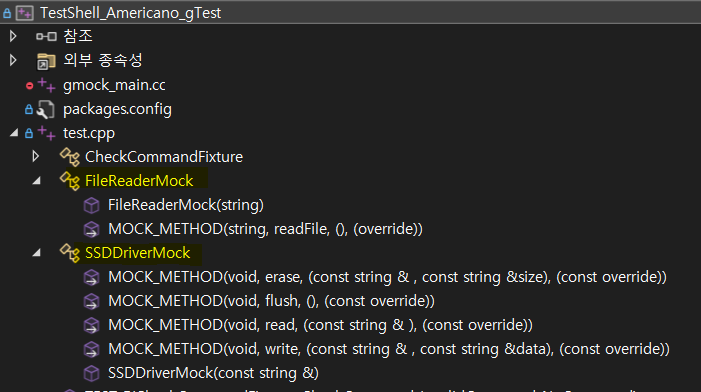 TestShell_Americano_gTest
참조
외부 종속성
gmock_main.cc
packages.config
test.cpp
CheckCommandFixture
FileReaderMock
FileReaderMock(string)
MOCK_METHOD(string, readFile, (), (override))
SSDDriverMock
MOCK_METHOD(void, erase, (const string & , const string &size), (const override))
MOCK_METHOD(void, flush, (), (const override))
MOCK_METHOD(void, read, (const string & ), (const override))
MOCK_METHOD(void, write, (const string & , const string &data), (const override))
SSDDriverMock(const string &)